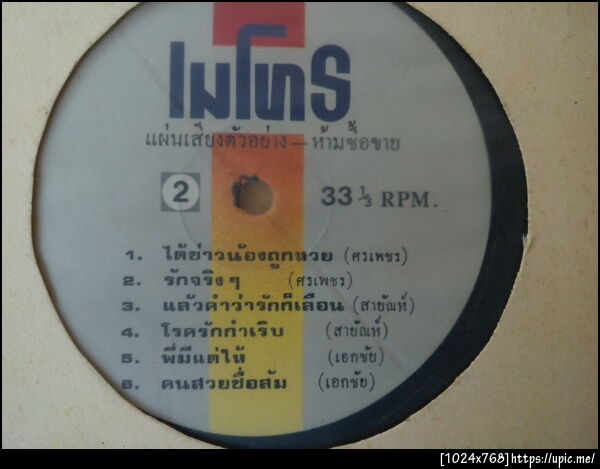 เมโทร
แผ่นเสียงตัวอย่าง — ห้ามซื้อขาย
2 33 ⅓ RPM.
1. ได้ข่าวน้องถูกหวย (ศรเพชร)
2. รักจริงๆ (ศรเพชร)
3. แล้วคำว่ารักก็เลือน (สายัณห์)
4. โรครักกำเริบ (สายัณห์)
5. พี่มีแต่ให้ (เอกชัย)
6. คนสวยชื่อส้ม (เอกชัย)
[1024x768]https://upic.me/